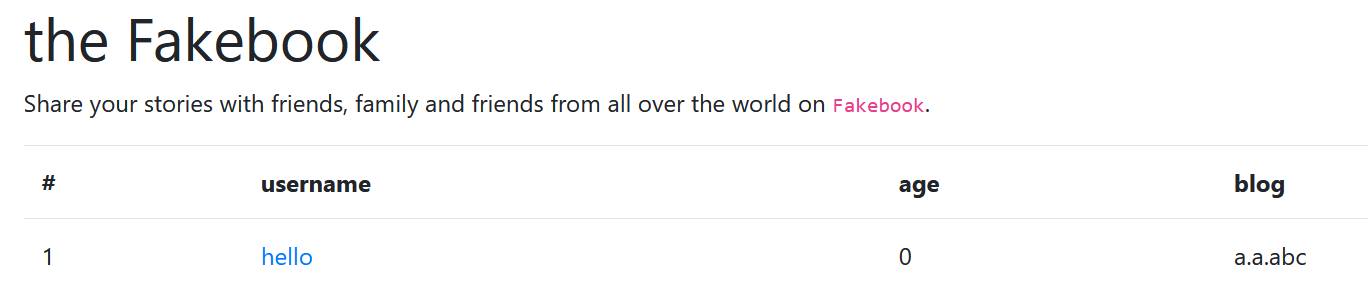 the Fakebook
Share your stories with friends, family and friends from all over the world on Fakebook.
# username age blog
1 hello 0 a.a.abc